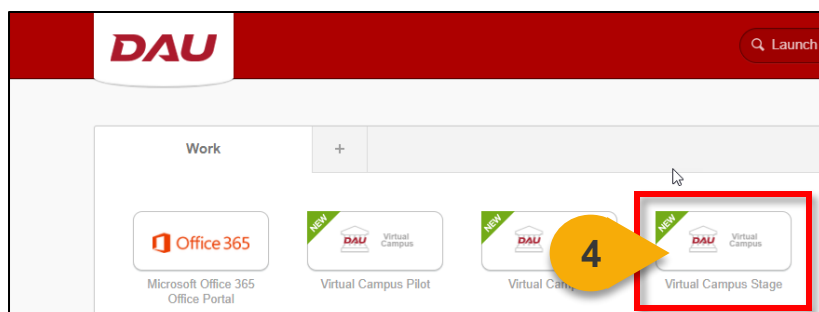 DAU
Launch
Work
+
NEW
Office 365
NEW
DAU Virtual
Campus
NEW
DAU
4
NEW
DAU Virtual
Campus
Microsoft Office 365
Office Portal
Virtual Campus Pilot
Virtual
Virtual Campus Stage